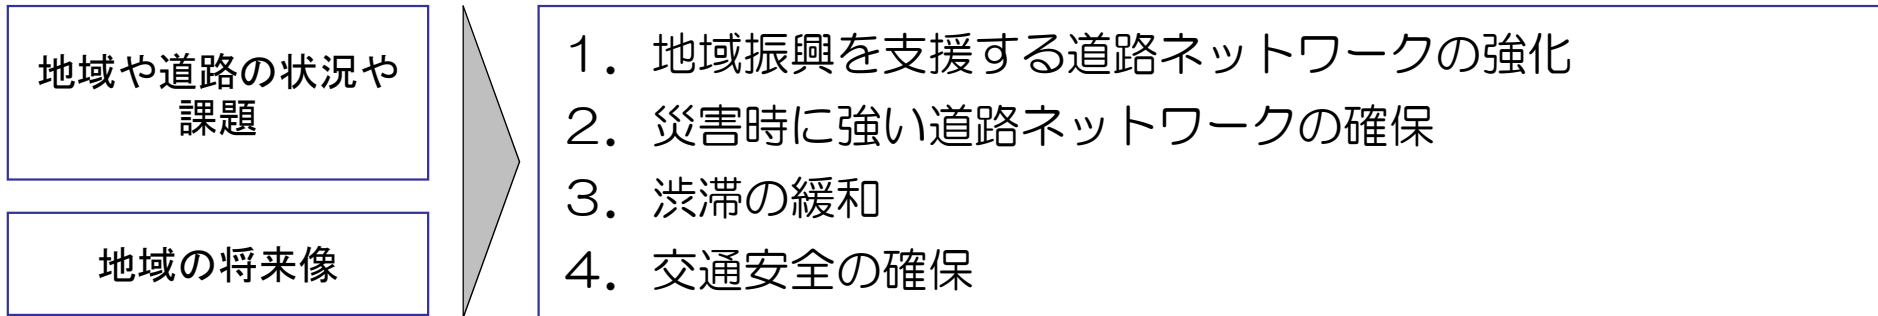 地域や道路の状況や
課題
地域の将来像
１．地域振興を支援する道路ネットワークの強化
２．災害時に強い道路ネットワークの確保
３．渋滞の緩和
４．交通安全の確保